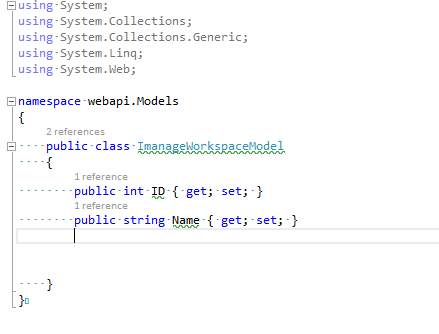 using System;
using System.Collections;
using System.Collections.Generic;
using System.Linq;
using System.Web;
namespace webapi.Models
{
2 references
public class ImanageWorkspaceModel
{
1 reference
public int ID { get; set; }
1 reference
public string Name { get; set; }
}
}